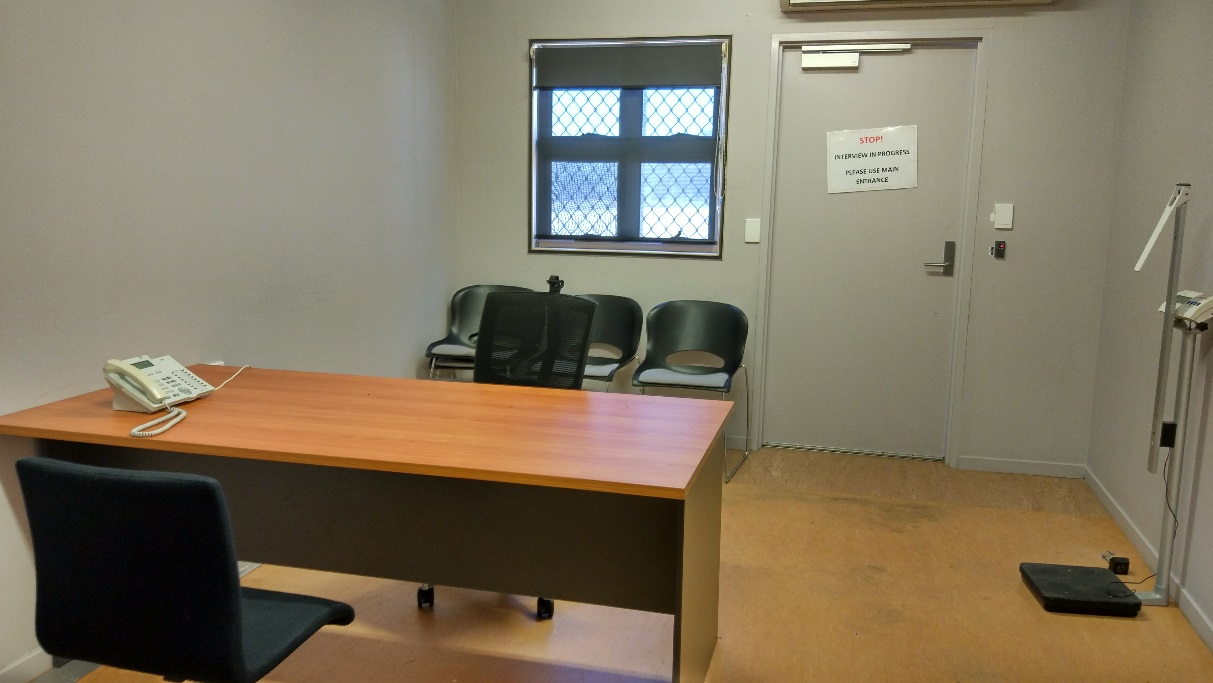 STOP!
INTERVIEW IN PROGRESS
PLEASE USE MAIN
ENTRANCE